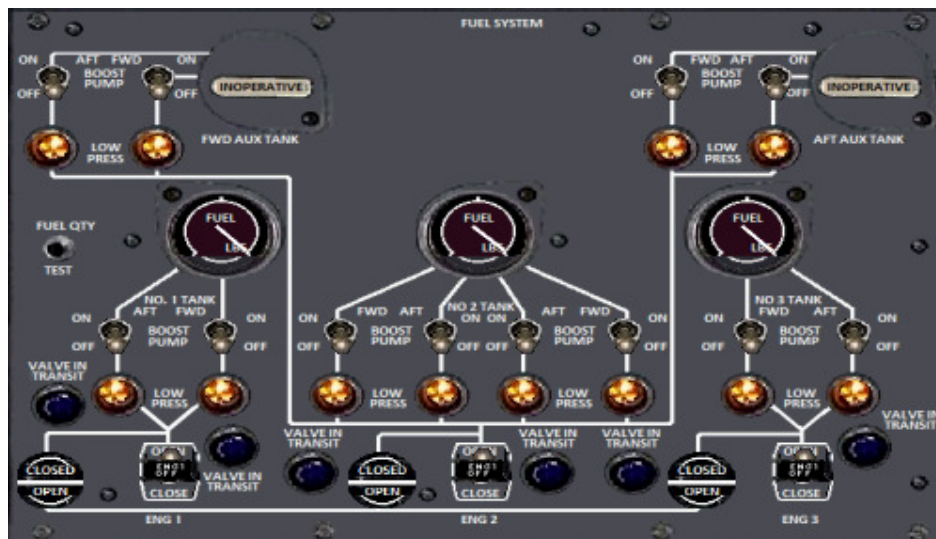 FUEL SYSTEM
ON AFT FWD ON
BOOST PUMP
OFF OFF
INOPERATIVE
LOW PRESS
FWD AUX TANK
ON FWD AFT ON
BOOST PUMP
OFF OFF
INOPERATIVE
LOW PRESS
AFT AUX TANK
FUEL QTY
TEST
FUEL
LBS
FUEL
LBS
FUEL
LBS
NO. 1 TANK
ON AFT FWD ON
BOOST PUMP
OFF OFF
LOW PRESS
NO 2 TANK
ON FWD AFT ON ON AFT FWD ON
BOOST PUMP
BOOST PUMP
OFF OFF OFF OFF
LOW PRESS
LOW PRESS
NO 3 TANK
ON FWD AFT ON
BOOST PUMP
OFF OFF
LOW PRESS
VALVE IN TRANSIT
VALVE IN TRANSIT
VALVE IN TRANSIT
VALVE IN TRANSIT
VALVE IN TRANSIT
VALVE IN TRANSIT
CLOSED
OPEN
OPEN
ENG1
OFF
CLOSE
CLOSED
OPEN
OPEN
ENG1
OFF
CLOSE
CLOSED
OPEN
OPEN
ENG1
OFF
CLOSE
ENG 1
ENG 2
ENG 3